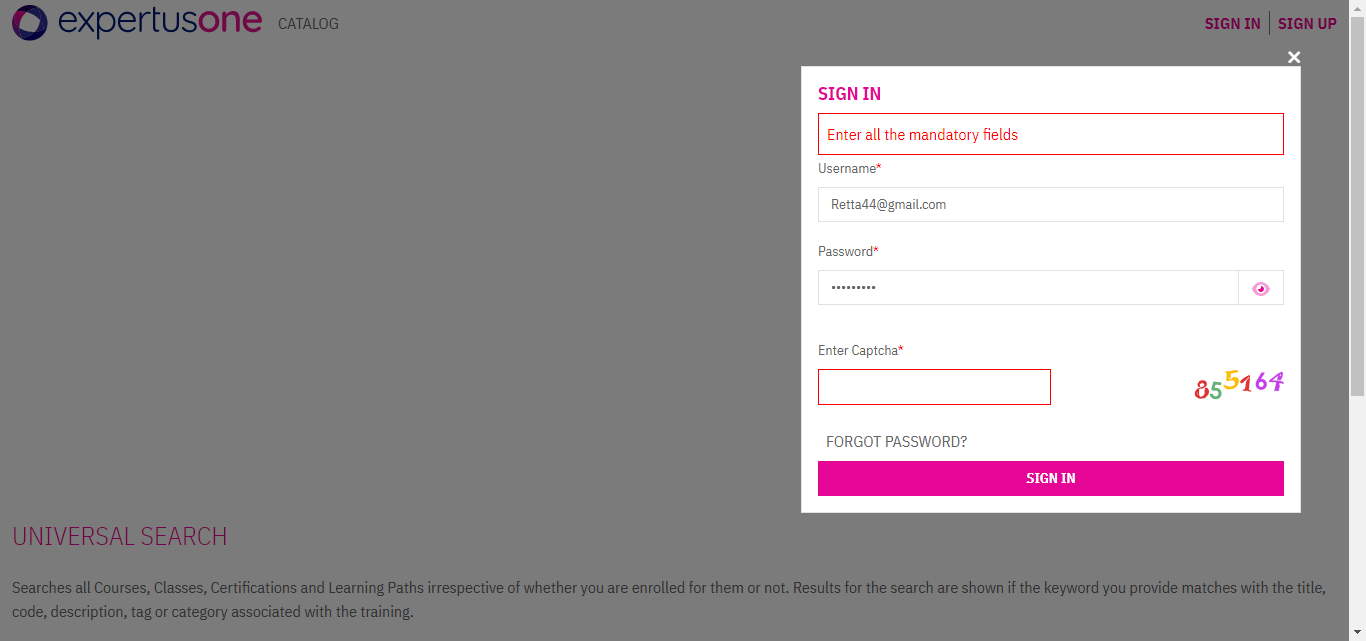 expertusone CATALOG SIGN IN SIGN UP
SIGN IN
Enter all the mandatory fields
Username*
Retta44@gmail.com
Password*
•••••••••
Enter Captcha*
855164
FORGOT PASSWORD?
SIGN IN
UNIVERSAL SEARCH
Searches all Courses, Classes, Certifications and Learning Paths irrespective of whether you are enrolled for them or not. Results for the search are shown if the keyword you provide matches with the title,
code, description, tag or category associated with the training.